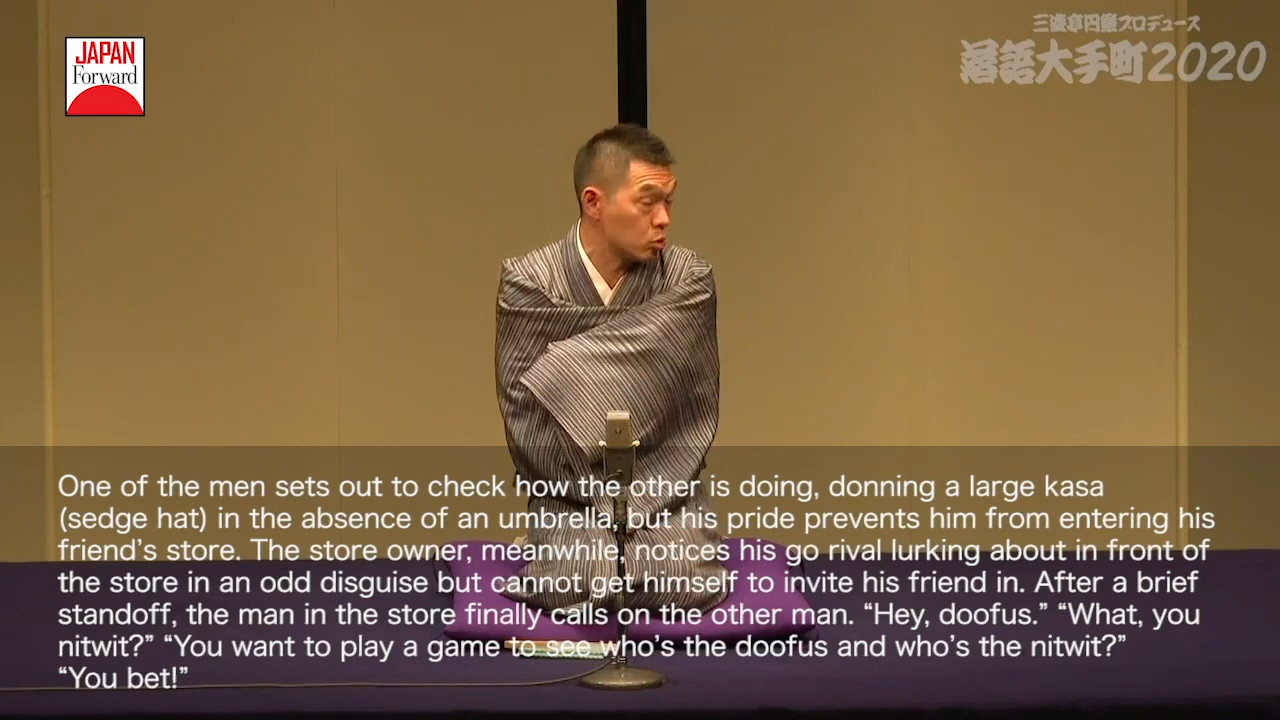 JAPAN
Forward
三遊亭円楽プロデュース
落語大手町2020
One of the men sets out to check how the other is doing, donning a large kasa
(sedge hat) in the absence of an umbrella, but his pride prevents him from entering his
friend’s store. The store owner, meanwhile, notices his go rival lurking about in front of
the store in an odd disguise but cannot get himself to invite his friend in. After a brief
standoff, the man in the store finally calls on the other man. “Hey, doofus.” “What, you
nitwit?” “You want to play a game to see who’s the doofus and who’s the nitwit?”
“You bet!”